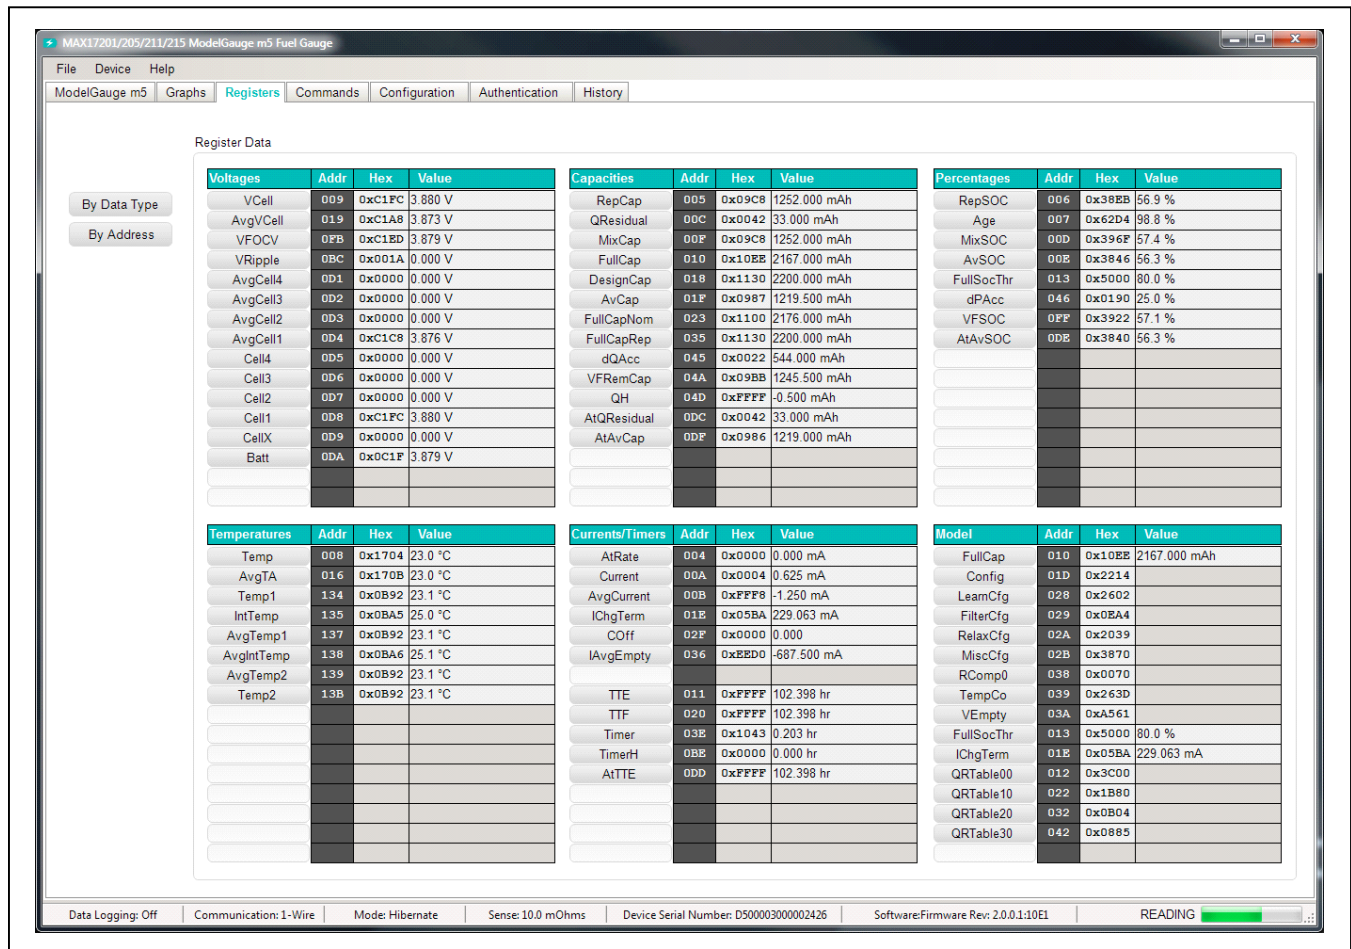 MAX17201/205/211/215 ModelGauge m5 Fuel Gauge
File Device Help
ModelGauge m5 Graphs Registers Commands Configuration Authentication History
Register Data
By Data Type
By Address
Voltages Addr Hex Value
VCell 009 0xC1FC 3.880 V
AvgVCell 019 0xC1A8 3.873 V
VFOCV 0FB 0xC1ED 3.879 V
VRipple 0BC 0x001A 0.000 V
AvgCell4 0D1 0x0000 0.000 V
AvgCell3 0D2 0x0000 0.000 V
AvgCell2 0D3 0x0000 0.000 V
AvgCell1 0D4 0xC1C8 3.876 V
Cell4 0D5 0x0000 0.000 V
Cell3 0D6 0x0000 0.000 V
Cell2 0D7 0x0000 0.000 V
Cell1 0D8 0xC1FC 3.880 V
CellX 0D9 0x0000 0.000 V
Batt 0DA 0x0C1F 3.879 V
Capacities Addr Hex Value
RepCap 005 0x09C8 1252.000 mAh
QResidual 00C 0x0042 33.000 mAh
MixCap 00F 0x09C8 1252.000 mAh
FullCap 010 0x10EE 2167.000 mAh
DesignCap 018 0x1130 2200.000 mAh
AvCap 01F 0x0987 1219.500 mAh
FullCapNom 023 0x1100 2176.000 mAh
FullCapRep 035 0x1130 2200.000 mAh
dQAcc 045 0x0022 544.000 mAh
VFRemCap 04A 0x09BB 1245.500 mAh
QH 04D 0xFFFF -0.500 mAh
AtQResidual 0DC 0x0042 33.000 mAh
AtAvCap 0DF 0x0986 1219.000 mAh
Percentages Addr Hex Value
RepSOC 006 0x38EB 56.9 %
Age 007 0x62D4 98.8 %
MixSOC 00D 0x396F 57.4 %
AvSOC 00E 0x3846 56.3 %
FullSocThr 013 0x5000 80.0 %
dPAcc 046 0x0190 25.0 %
VFSOC 0FF 0x3922 57.1 %
AtAvSOC 0DE 0x3840 56.3 %
Temperatures Addr Hex Value
Temp 008 0x1704 23.0 °C
AvgTA 016 0x170B 23.0 °C
Temp1 134 0x0B92 23.1 °C
IntTemp 135 0x0BA5 25.0 °C
AvgTemp1 137 0x0B92 23.1 °C
AvgIntTemp 138 0x0BA6 25.1 °C
AvgTemp2 139 0x0B92 23.1 °C
Temp2 13B 0x0B92 23.1 °C
Currents/Timers Addr Hex Value
AtRate 004 0x0000 0.000 mA
Current 00A 0x0004 0.625 mA
AvgCurrent 00B 0xFFF8 -1.250 mA
IChgTerm 01E 0x05BA 229.063 mA
COff 02F 0x0000 0.000
IAvgEmpty 036 0xEED0 -687.500 mA
TTE 011 0xFFFF 102.398 hr
TTF 020 0xFFFF 102.398 hr
Timer 03E 0x1043 0.203 hr
TimerH 0BE 0x0000 0.000 hr
AtTTE 0DD 0xFFFF 102.398 hr
Model Addr Hex Value
FullCap 010 0x10EE 2167.000 mAh
Config 01D 0x2214
LearnCfg 028 0x2602
FilterCfg 029 0x0EA4
RelaxCfg 02A 0x2039
MiscCfg 02B 0x3870
RComp0 038 0x0070
TempCo 039 0x263D
VEmpty 03A 0xA561
FullSocThr 013 0x5000 80.0 %
IChgTerm 01E 0x05BA 229.063 mA
QRTable00 012 0x3C00
QRTable10 022 0x1B80
QRTable20 032 0x0B04
QRTable30 042 0x0885
Data Logging: Off Communication: 1-Wire Mode: Hibernate Sense: 10.0 mOhms Device Serial Number: D500003000002426 Software:Firmware Rev: 2.0.0.1:10E1 READING